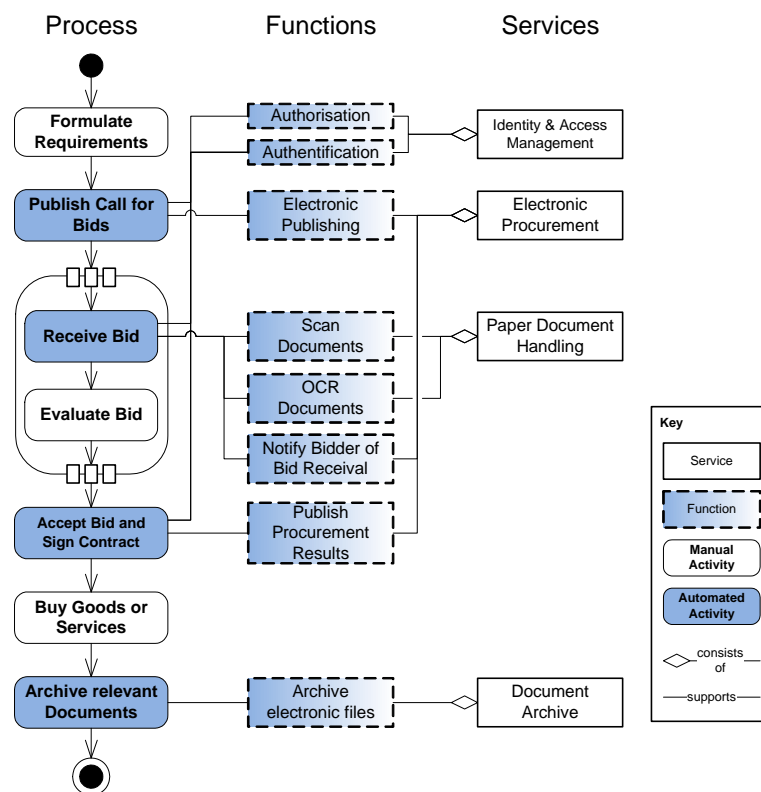 Process
Functions
Services
Formulate
Requirements
Publish Call for
Bids
Receive Bid
Evaluate Bid
Accept Bid and
Sign Contract
Buy Goods or
Services
Archive relevant
Documents
Authorisation
Authentification
Electronic
Publishing
Scan
Documents
OCR
Documents
Notify Bidder of
Bid Receival
Publish
Procurement
Results
Archive
electronic files
Identity & Access
Management
Electronic
Procurement
Paper Document
Handling
Document
Archive
Key
Service
Function
Manual
Activity
Automated
Activity
consists
of
supports